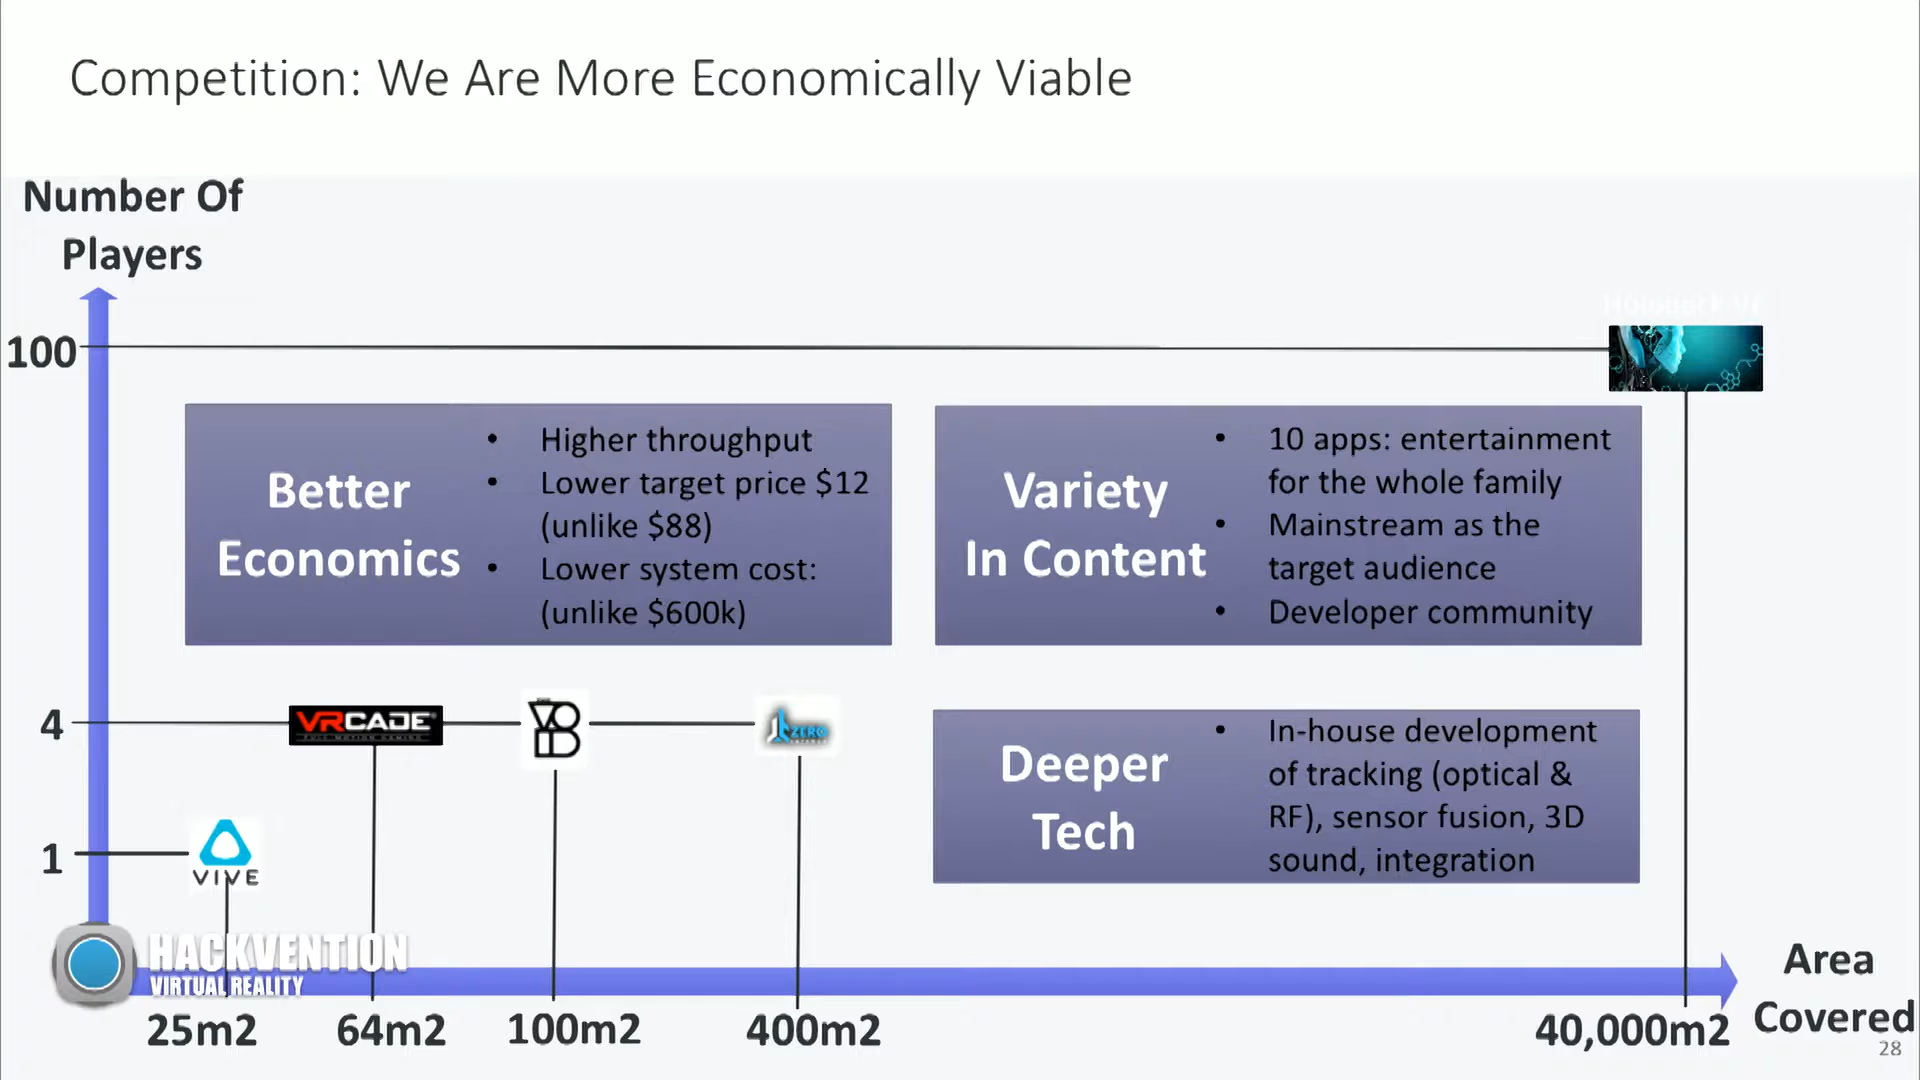 Competition: We Are More Economically Viable
Number Of
Players
100
Better
Economics
• Higher throughput
• Lower target price $12
(unlike $88)
• Lower system cost:
(unlike $600k)
Variety
In Content
• 10 apps: entertainment
for the whole family
• Mainstream as the
target audience
• Developer community
4
VRCADE
VOID
ZERO
Deeper
Tech
• In-house development
of tracking (optical &
RF), sensor fusion, 3D
sound, integration
1
VIVE
HACKVENTION
VIRTUAL REALITY
25m2
64m2
100m2
400m2
40,000m2
Area
Covered
28